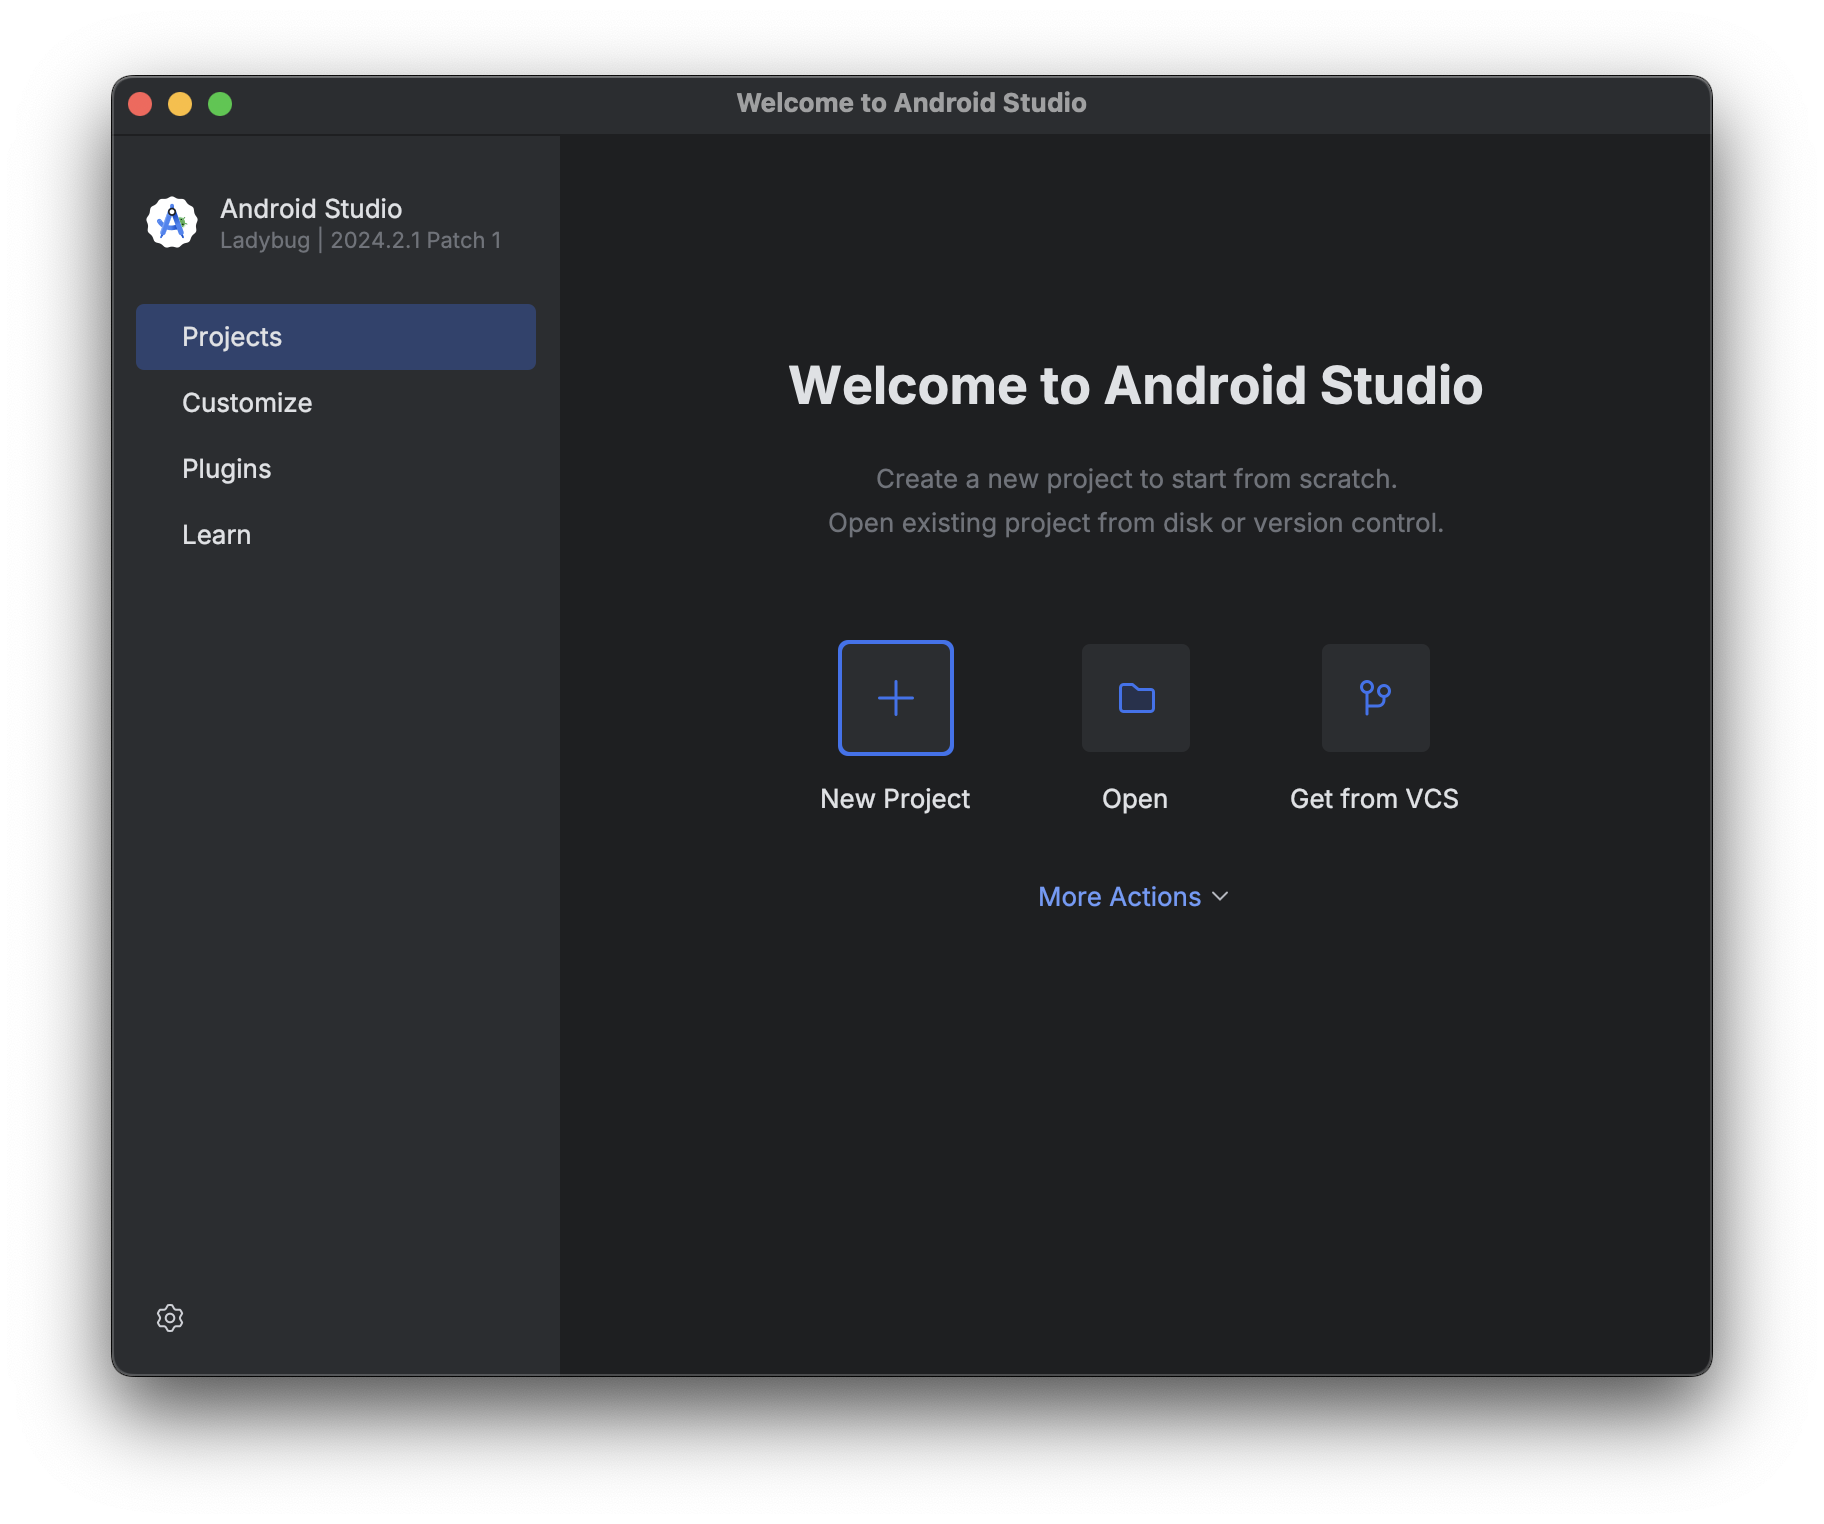 Welcome to Android Studio
Android Studio
Ladybug | 2024.2.1 Patch 1
Projects
Customize
Plugins
Learn
Welcome to Android Studio
Create a new project to start from scratch.
Open existing project from disk or version control.
New Project
Open
Get from VCS
More Actions